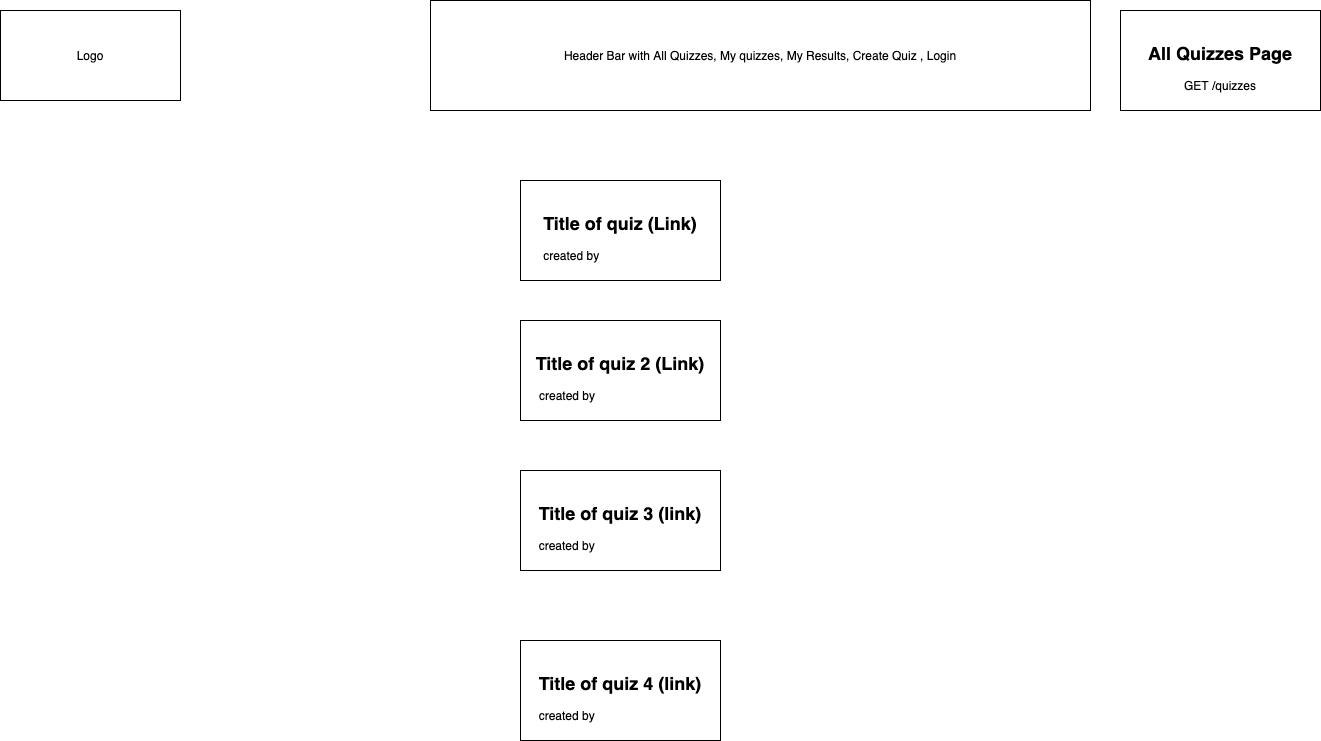 Logo
Header Bar with All Quizzes, My quizzes, My Results, Create Quiz , Login
All Quizzes Page
GET /quizzes
Title of quiz (Link)
created by
Title of quiz 2 (Link)
created by
Title of quiz 3 (link)
created by
Title of quiz 4 (link)
created by